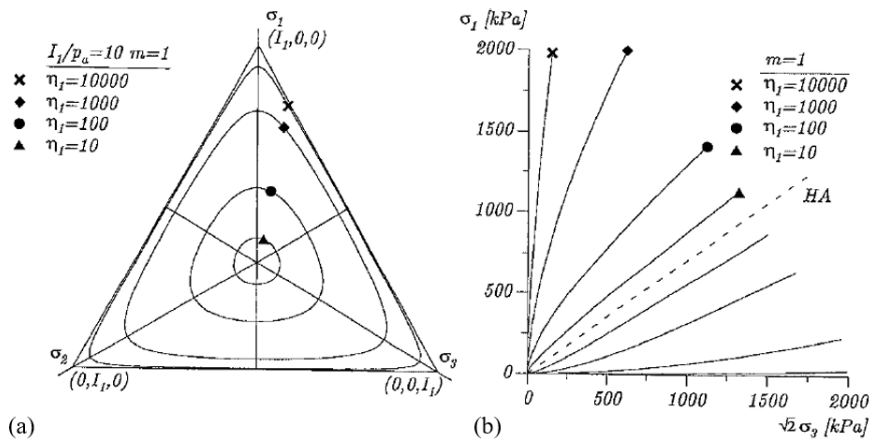 σ₁
(I₁,0,0)
I₁/pₐ=10 m=1
η₁=10000
η₁=1000
η₁=100
η₁=10
σ₂
(0,I₁,0)
σ₃
(0,0,I₁)
(a)
σ₁ [kPa]
2000
1500
1000
500
0
m=1
η₁=10000
η₁=1000
η₁=100
η₁=10
HA
0
500
1000
1500
2000
√2 σ₃ [kPa]
(b)